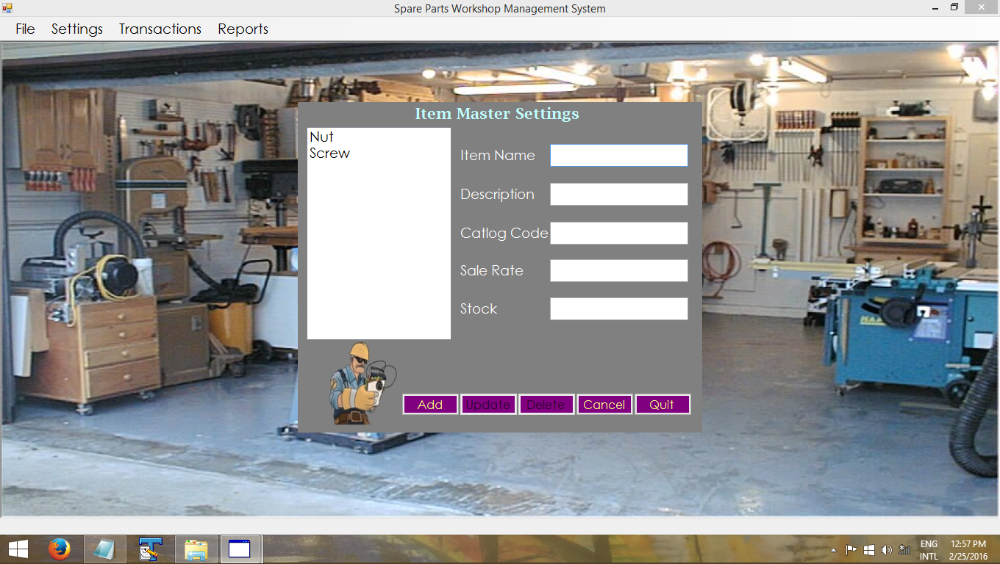 Spare Parts Workshop Management System
File Settings Transactions Reports
Item Master Settings
Nut
Screw
Item Name
Description
Catlog Code
Sale Rate
Stock
Add Update Delete Cancel Quit
ENG 12:57 PM
INTL 2/25/2016